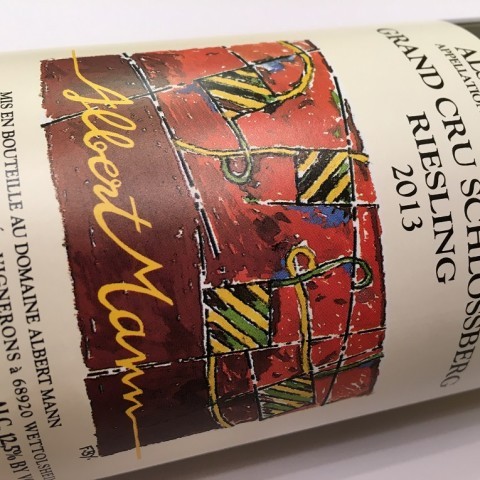 APPELLATION
GRAND CRU SCHLOSSBERG
RIESLING
2013
Albert Mann
MIS EN BOUTEILLE AU DOMAINE ALBERT MANN
VIGNERONS à 68920 WETTOLSHEIM
ALC. 12,5% BY